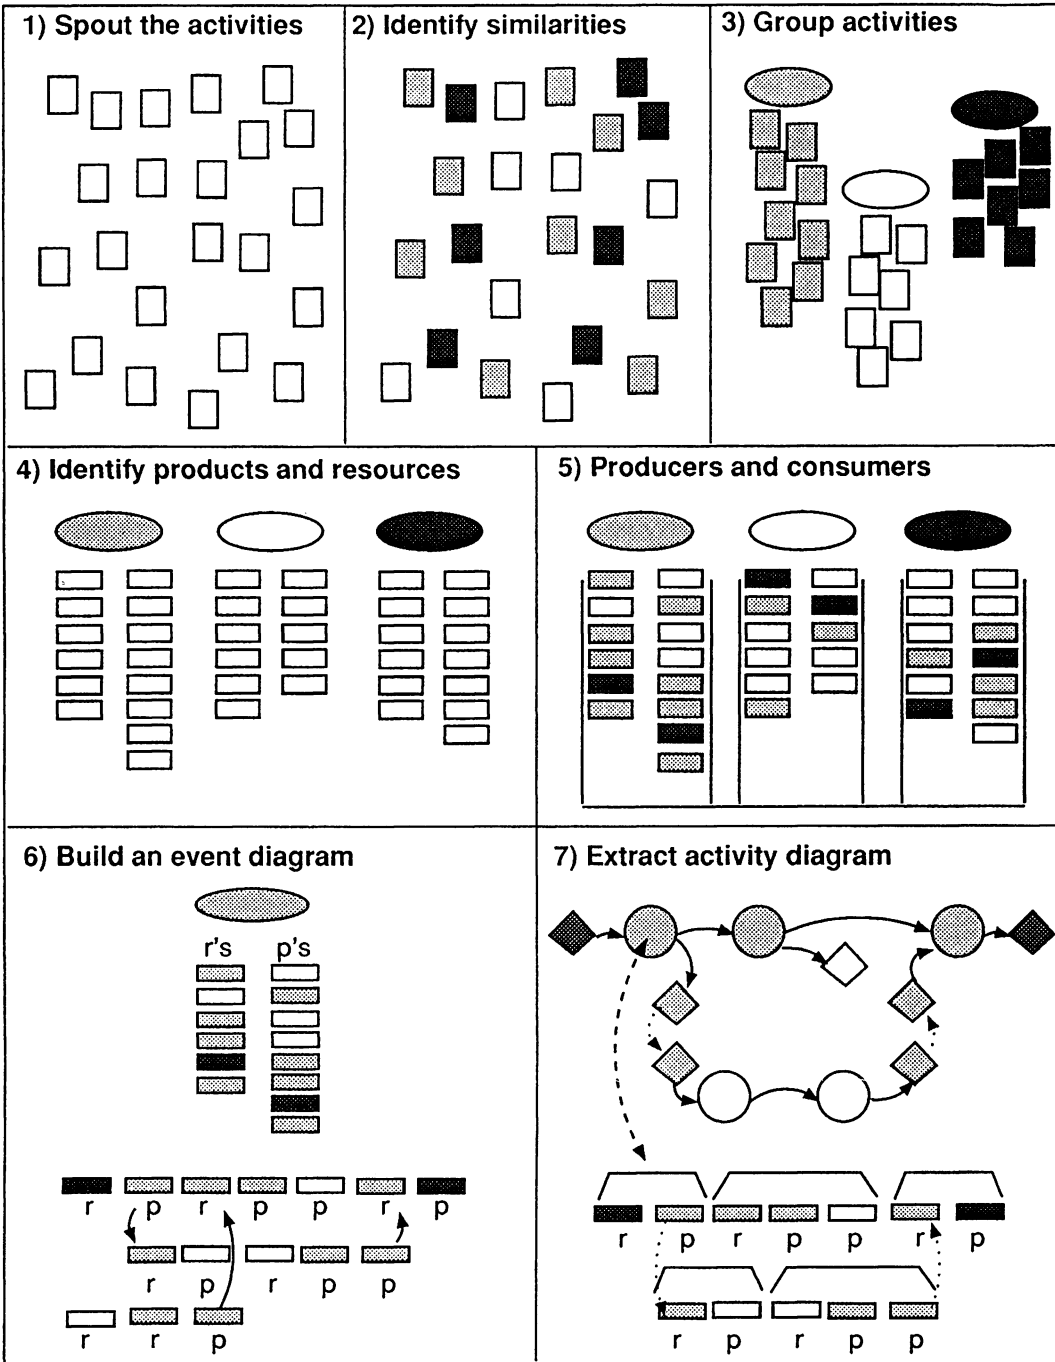 1) Spout the activities
2) Identify similarities
3) Group activities
4) Identify products and resources
5) Producers and consumers
6) Build an event diagram
r's p's
r p r p p r p
r p r p p
r r p
7) Extract activity diagram
r p r p p r p
r p r p p